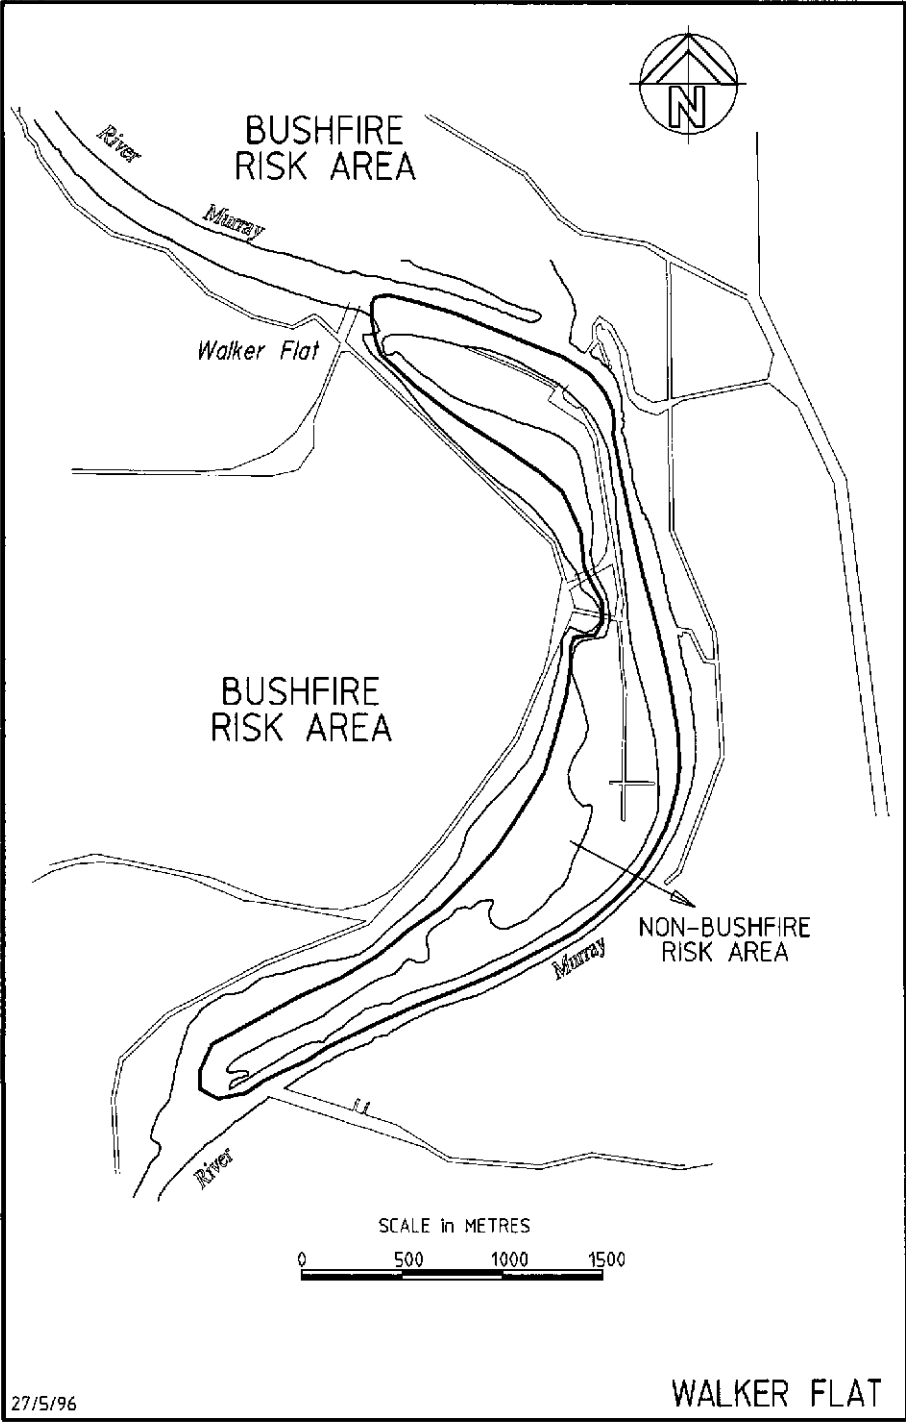 N
BUSHFIRE
RISK AREA
River
Murray
Walker Flat
BUSHFIRE
RISK AREA
NON-BUSHFIRE
RISK AREA
Murray
River
SCALE in METRES
0 500 1000 1500
WALKER FLAT
27/5/96